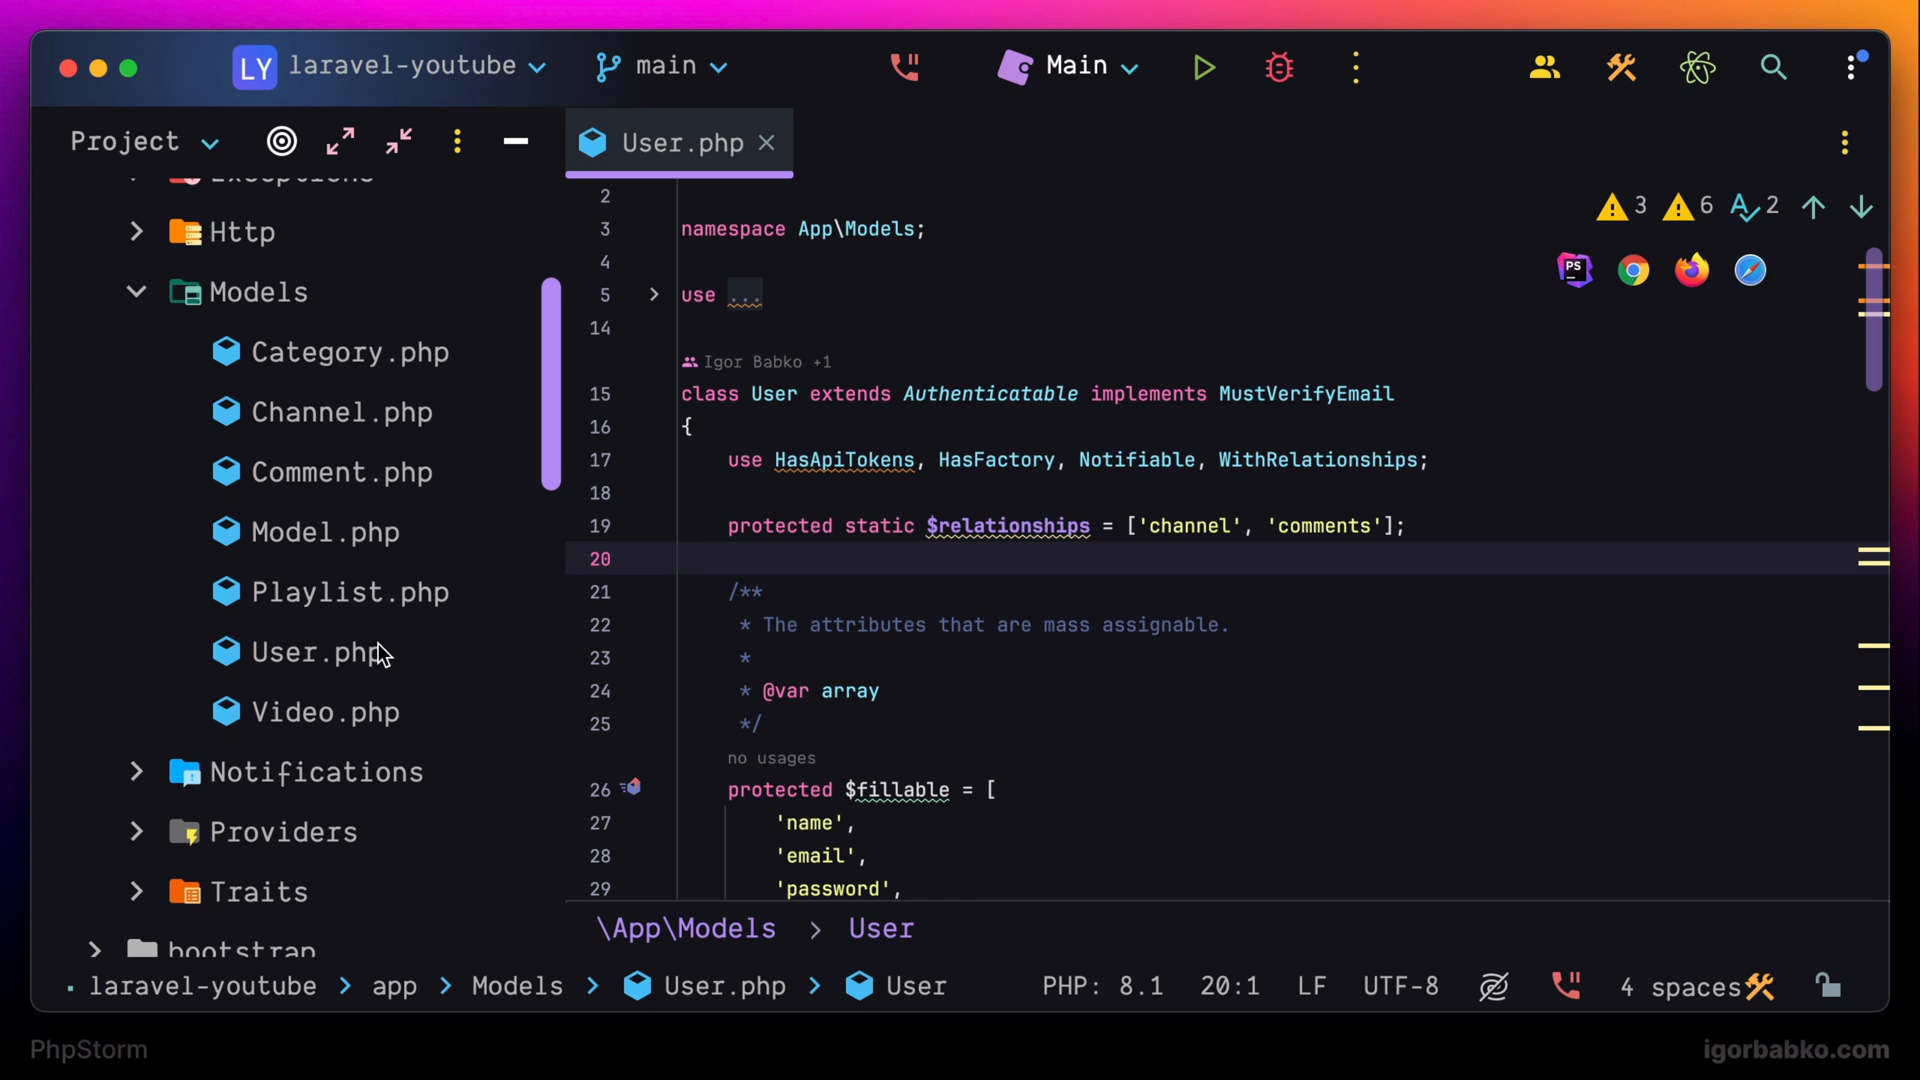 LY laravel-youtube main Main
Project
User.php
Exceptions
Http
Models
Category.php
Channel.php
Comment.php
Model.php
Playlist.php
User.php
Video.php
Notifications
Providers
Traits
bootstrap
3 6 2
PS
2
3 namespace App\Models;
4
5 use ...
14
Igor Babko +1
15 class User extends Authenticatable implements MustVerifyEmail
16 {
17 use HasApiTokens, HasFactory, Notifiable, WithRelationships;
18
19 protected static $relationships = ['channel', 'comments'];
20
21 /**
22 * The attributes that are mass assignable.
23 *
24 * @var array
25 */
no usages
26 protected $fillable = [
27 'name',
28 'email',
29 'password',
\App\Models > User
laravel-youtube > app > Models > User.php > User PHP: 8.1 20:1 LF UTF-8 4 spaces
PhpStorm
igorbabko.com